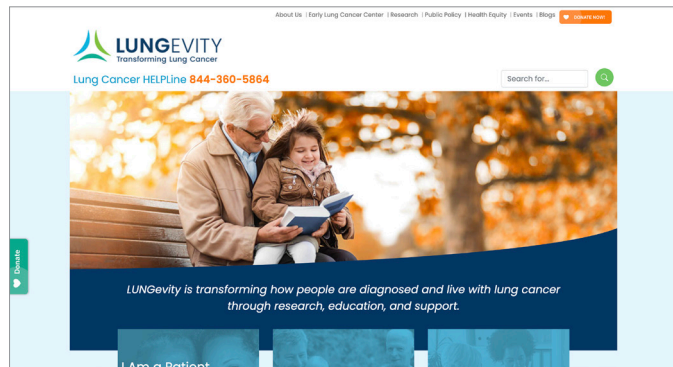 About Us | Early Lung Cancer Center | Research | Public Policy | Health Equity | Events | Blogs DONATE NOW!
LUNGEVITY
Transforming Lung Cancer
Lung Cancer HELPLine 844-360-5864
Search for...
Donate
LUNGevity is transforming how people are diagnosed and live with lung cancer
through research, education, and support.
I Am a Patient